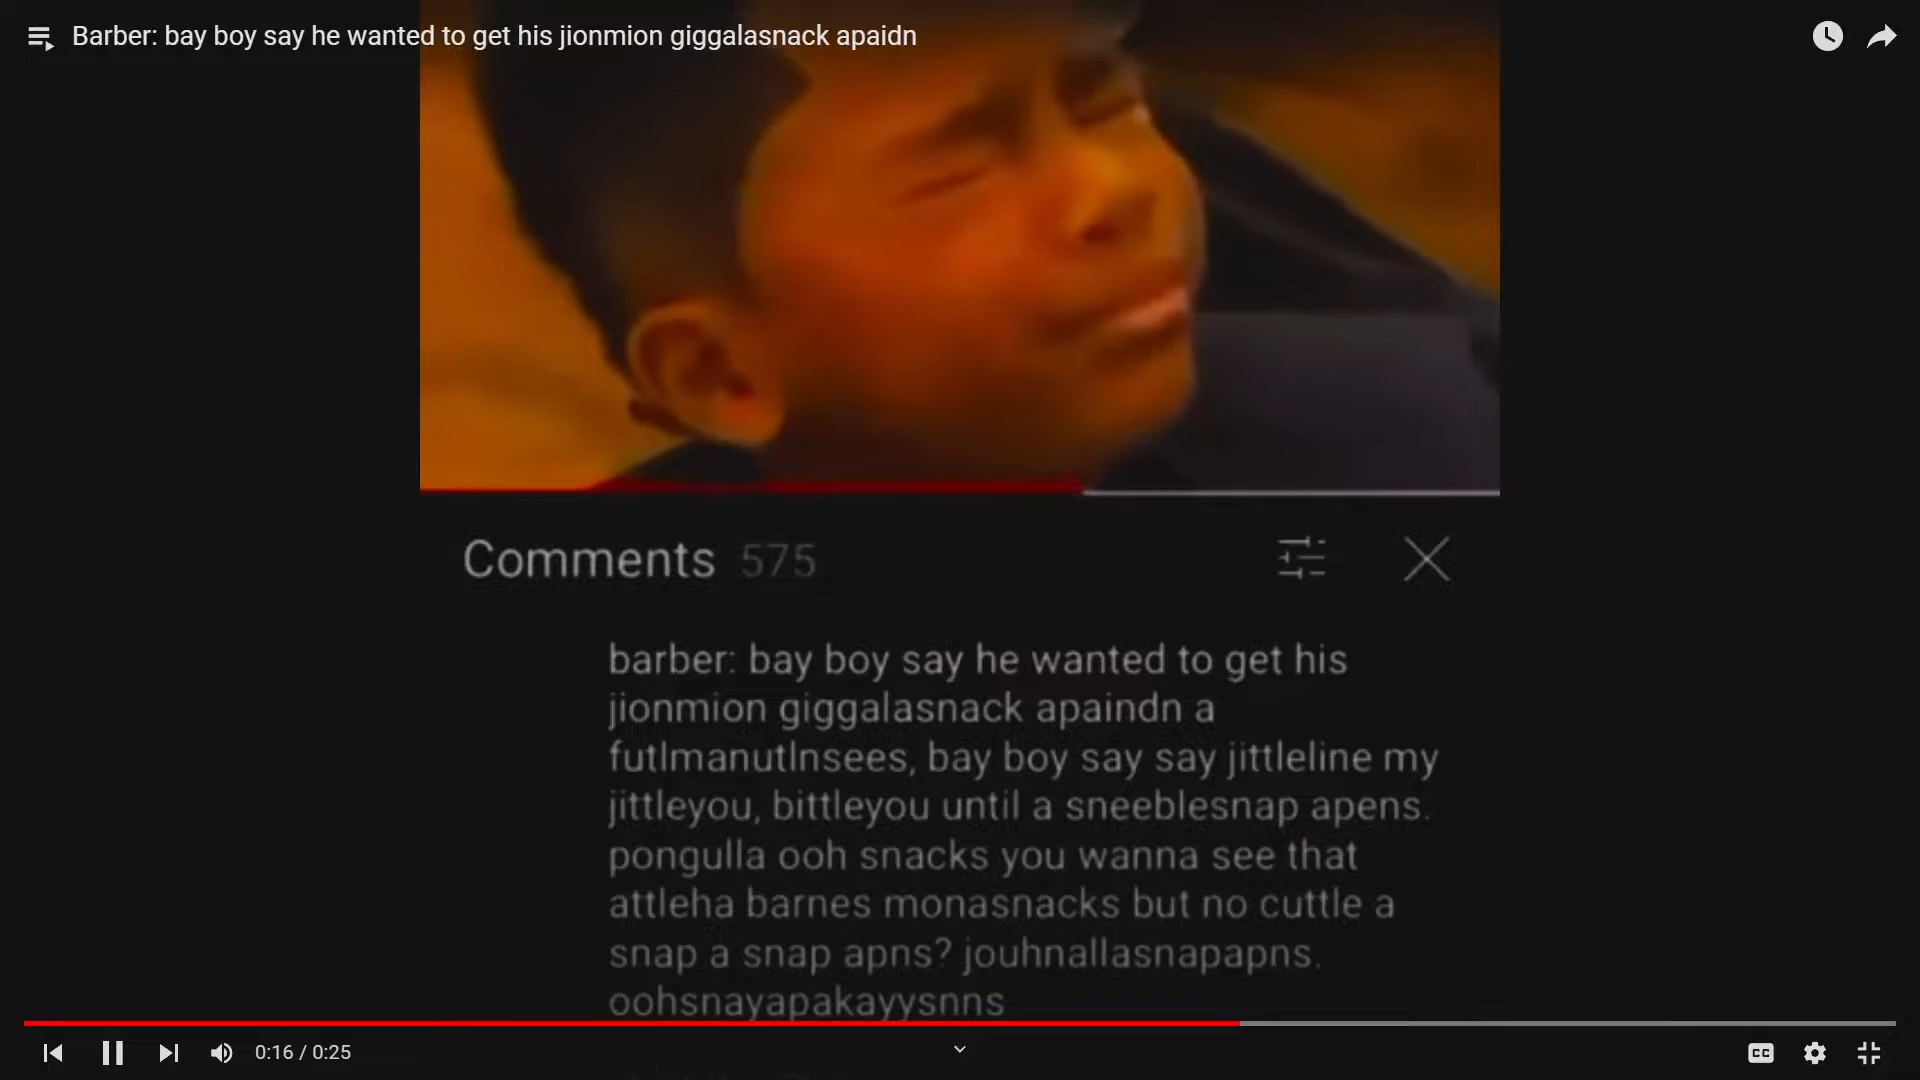 Barber: bay boy say he wanted to get his jionmion giggalasnack apaidn
Comments 575
barber: bay boy say he wanted to get his
jionmion giggalasnack apaindn a
futlmanutlnsees, bay boy say say jittleline my
jittleyou, bittleyou until a sneeblesnap apens.
pongulla ooh snacks you wanna see that
attleha barnes monasnacks but no cuttle a
snap a snap apns? jouhnallasnapapns.
oohsnayapakayysnns
0:16 / 0:25
CC